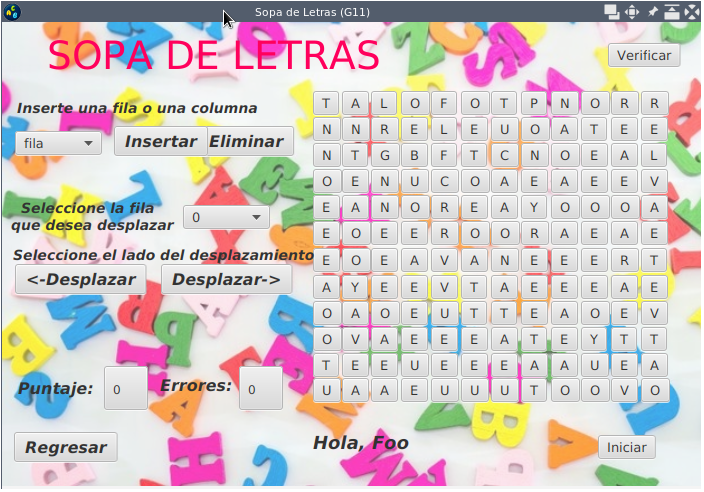 Sopa de Letras (G11)
SOPA DE LETRAS
Verificar
Inserte una fila o una columna
fila
Insertar
Eliminar
Seleccione la fila
que desea desplazar
0
Seleccione el lado del desplazamiento
<-Desplazar
Desplazar->
T A L O F O T P N O R R
N N R E L E U O A T E E
N T G B F T C N O E A L
O E N U C O A E A E E V
E A N O R E A Y O O O A
E O E E R O O R A E A E
E O E A V A N E E E R T
A Y E E V T A E E E A E
O A O E U T T E A O E V
O V A E E E A T E Y T T
T E E U E E E A A U E A
U A A E U U U T O O V O
Puntaje:
0
Errores:
0
Regresar
Hola, Foo
Iniciar